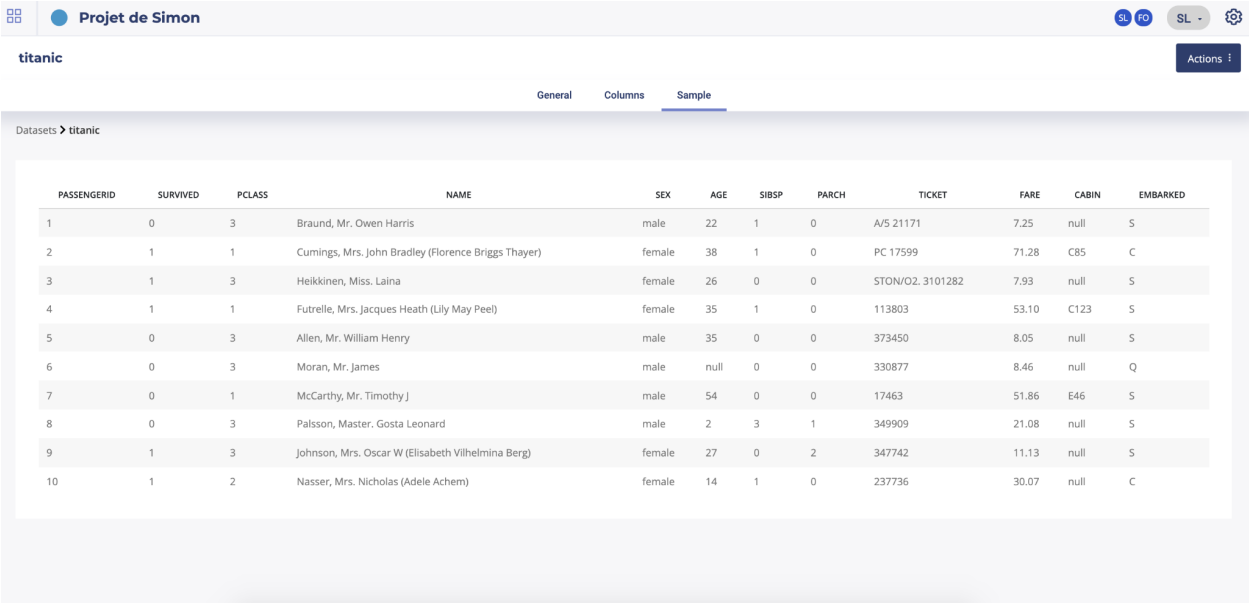 Projet de Simon SL FO SL
titanic Actions
General Columns Sample
Datasets titanic
PASSENGERID SURVIVED PCLASS NAME SEX AGE SIBSP PARCH TICKET FARE CABIN EMBARKED
1 0 3 Braund, Mr. Owen Harris male 22 1 0 A/5 21171 7.25 null S
2 1 1 Cumings, Mrs. John Bradley (Florence Briggs Thayer) female 38 1 0 PC 17599 71.28 C85 C
3 1 3 Heikkinen, Miss. Laina female 26 0 0 STON/O2. 3101282 7.93 null S
4 1 1 Futrelle, Mrs. Jacques Heath (Lily May Peel) female 35 1 0 113803 53.10 C123 S
5 0 3 Allen, Mr. William Henry male 35 0 0 373450 8.05 null S
6 0 3 Moran, Mr. James male null 0 0 330877 8.46 null Q
7 0 1 McCarthy, Mr. Timothy J male 54 0 0 17463 51.86 E46 S
8 0 3 Palsson, Master. Gosta Leonard male 2 3 1 349909 21.08 null S
9 1 3 Johnson, Mrs. Oscar W (Elisabeth Vilhelmina Berg) female 27 0 2 347742 11.13 null S
10 1 2 Nasser, Mrs. Nicholas (Adele Achem) female 14 1 0 237736 30.07 null C